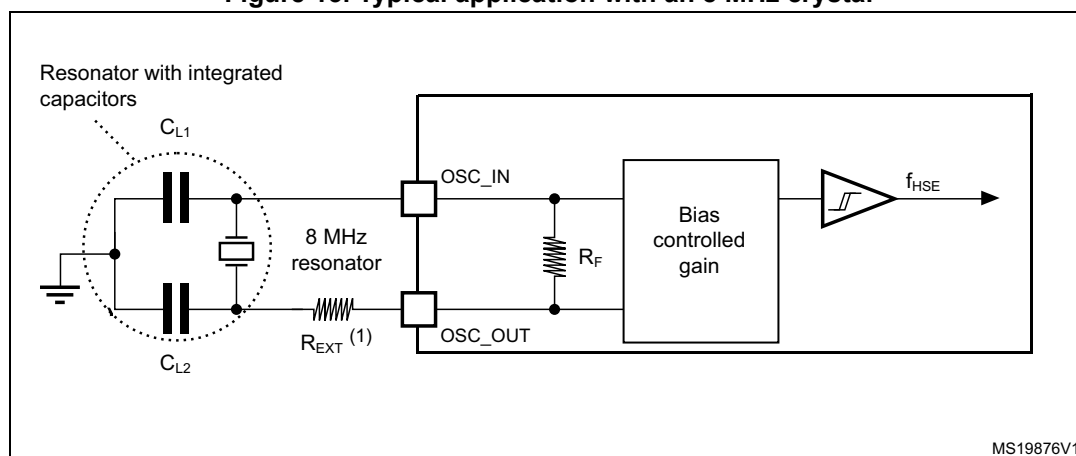 Figure Typical application with an 8 MHz crystal
Resonator with integrated
capacitors
CL1
OSC_IN
fHSE
8 MHz
resonator
RF
Bias
controlled
gain
REXT (1)
OSC_OUT
CL2
MS19876V1